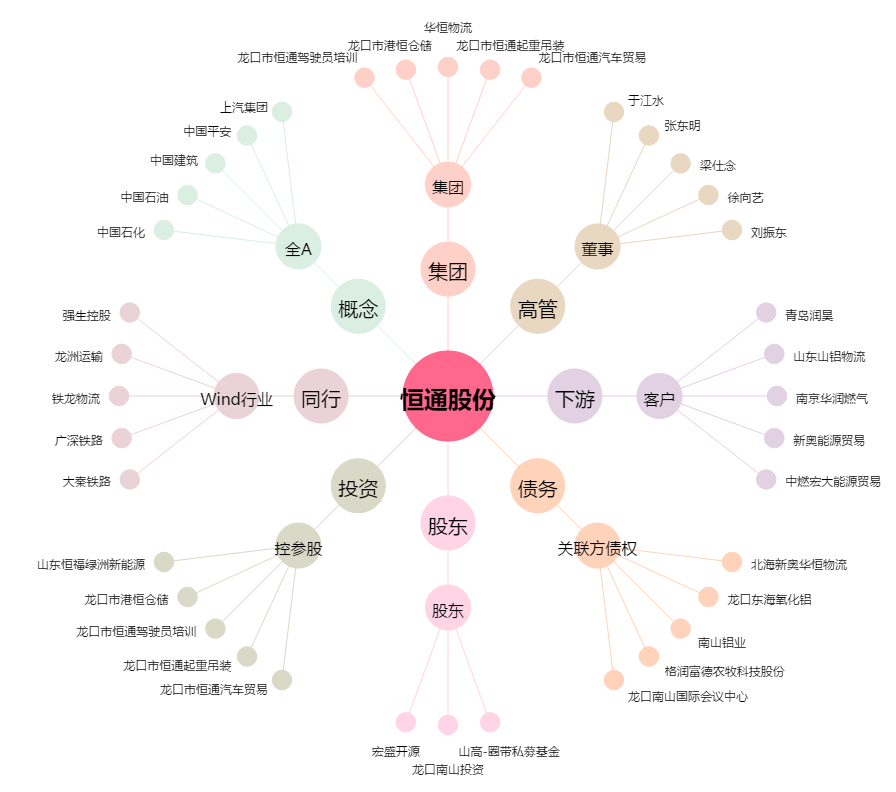 华恒物流
龙口市港恒仓储
龙口市恒通起重吊装
龙口市恒通驾驶员培训
龙口市恒通汽车贸易
集团
集团
上汽集团
中国平安
中国建筑
中国石油
中国石化
全A
概念
于江水
张东明
梁仕念
徐向艺
刘振东
董事
高管
强生控股
龙洲运输
铁龙物流
广深铁路
大秦铁路
Wind行业
同行
恒通股份
下游
客户
青岛润昊
山东山铝物流
南京华润燃气
新奥能源贸易
中燃宏大能源贸易
投资
控参股
山东恒福绿洲新能源
龙口市港恒仓储
龙口市恒通驾驶员培训
龙口市恒通起重吊装
龙口市恒通汽车贸易
股东
股东
宏盛开源
山高-圈带私募基金
龙口南山投资
债务
关联方债权
北海新奥华恒物流
龙口东海氧化铝
南山铝业
格润富德农牧科技股份
龙口南山国际会议中心